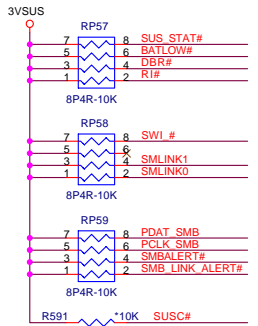 3VSUS
RP57
7 8 SUS_STAT#
5 6 BATLOW#
3 4 DBR#
1 2 RI#
8P4R-10K
RP58
7 8 SWI_#
5 6
3 4 SMLINK1
1 2 SMLINK0
8P4R-10K
RP59
7 8 PDAT_SMB
5 6 PCLK_SMB
3 4 SMBALERT#
1 2 SMB_LINK_ALERT#
8P4R-10K
R591 *10K SUSC#